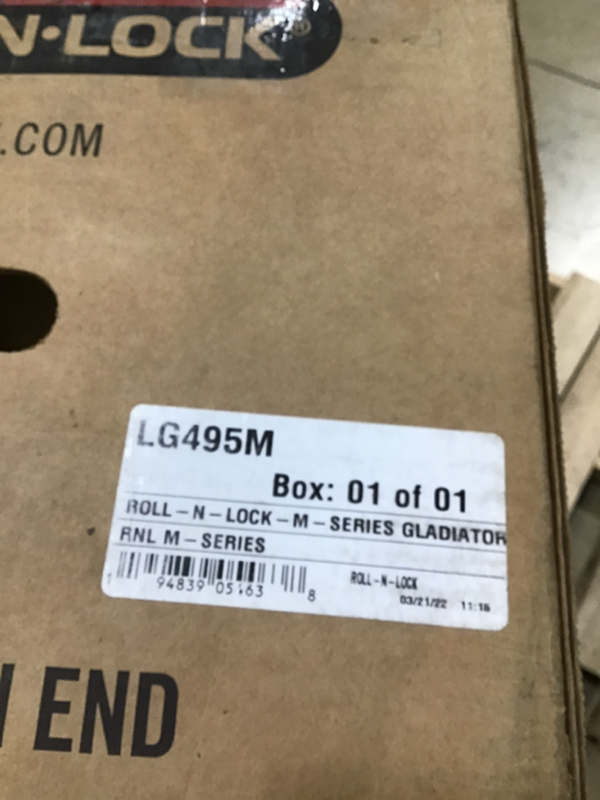 N•LOCK®
.COM
LG495M
Box: 01 of 01
ROLL-N-LOCK-M-SERIES GLADIATOR
RNL M-SERIES
1 94839 05163 8
ROLL-N-LOCK
03/21/22 11:16
END